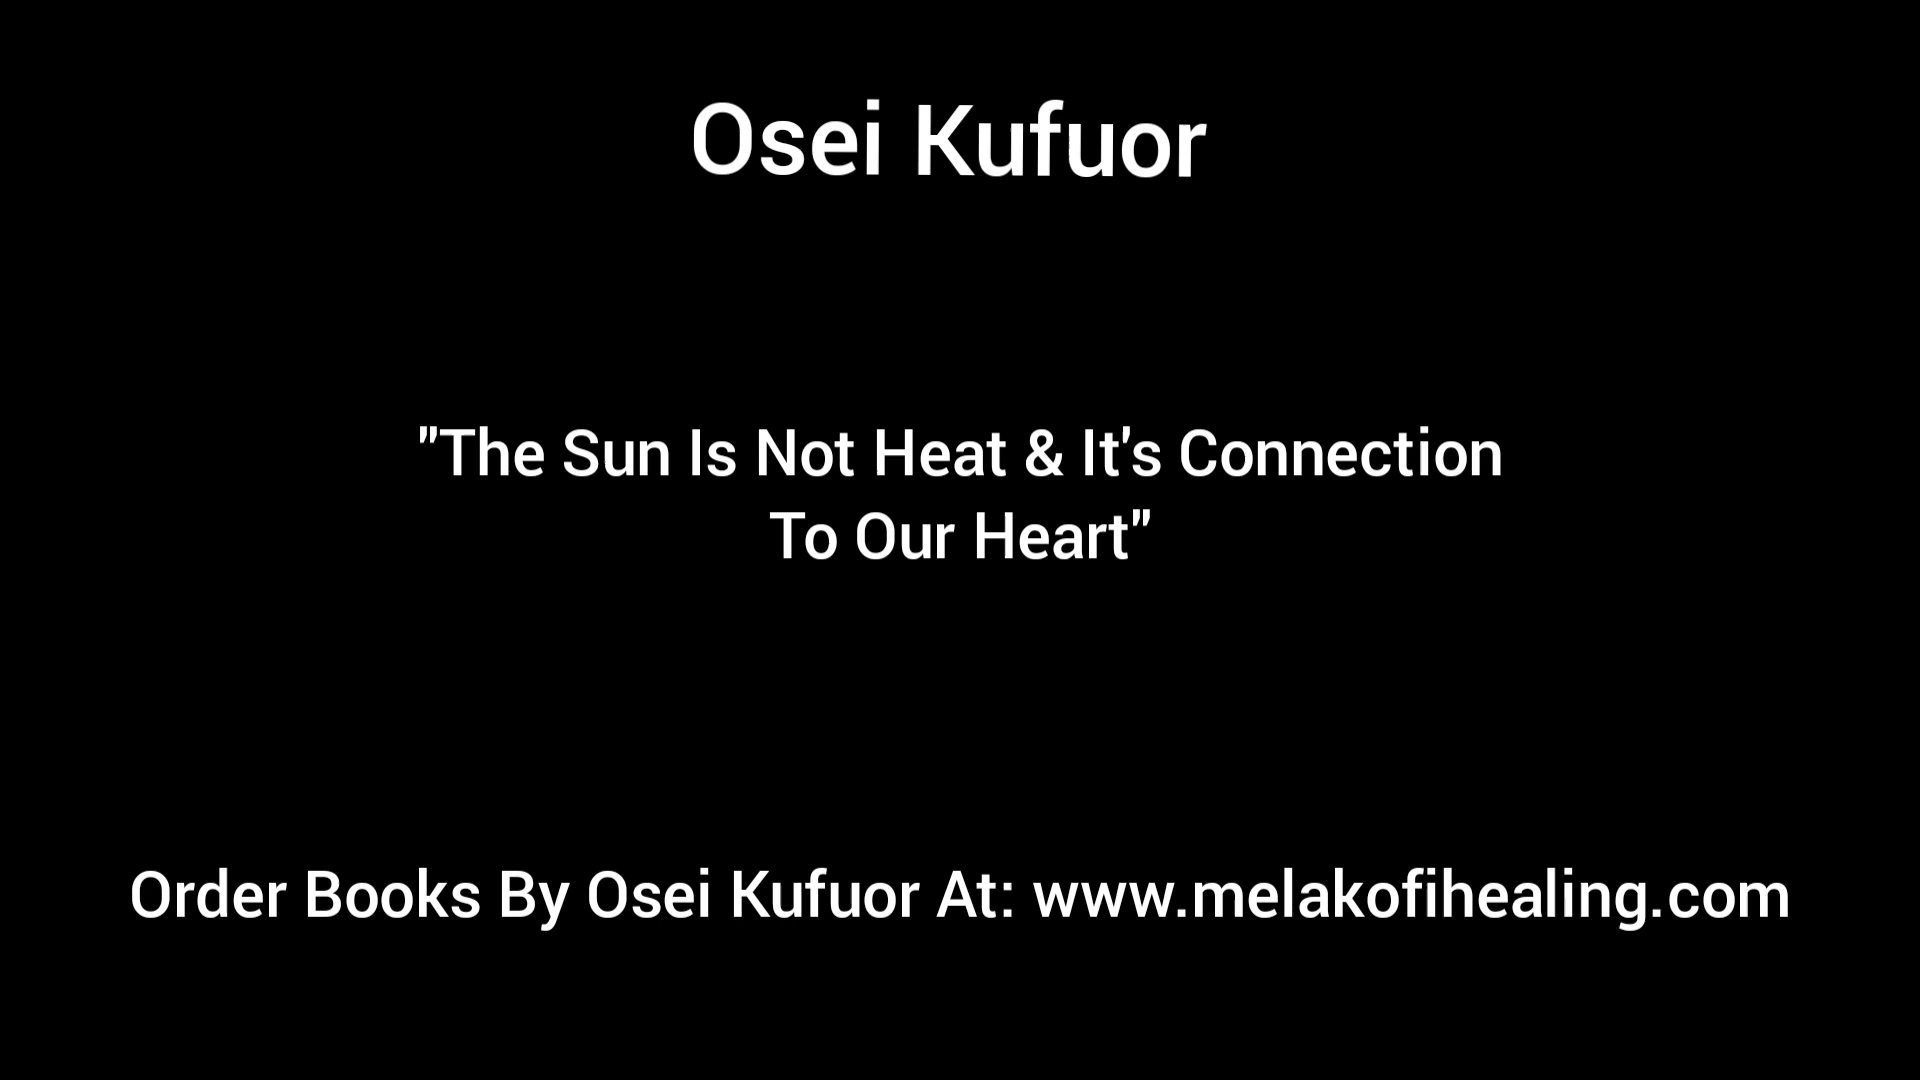 Osei Kufuor
"The Sun Is Not Heat & It's Connection
To Our Heart"
Order Books By Osei Kufuor At: www.melakofihealing.com